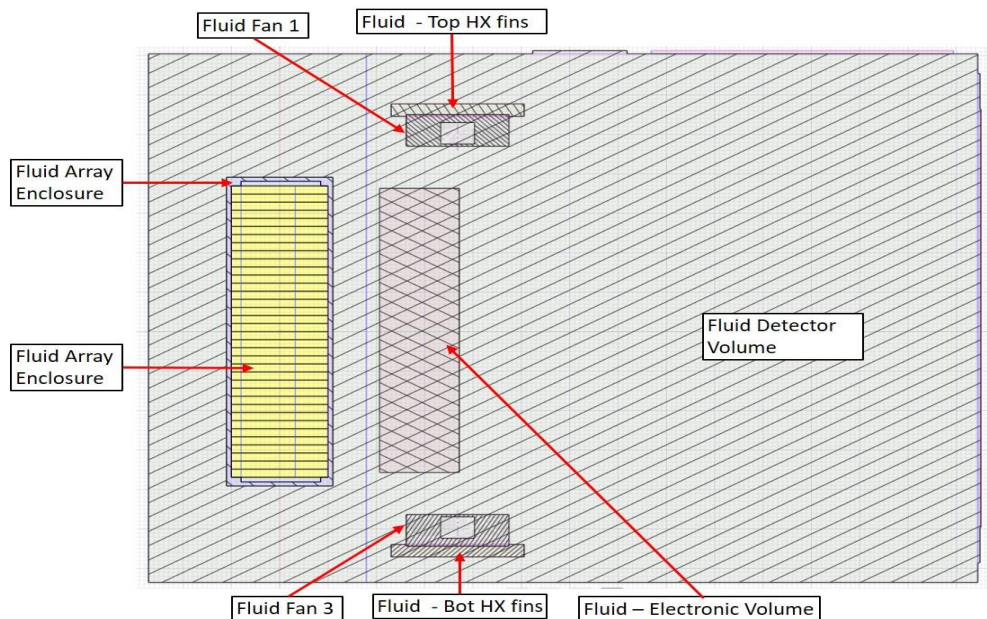 Fluid Fan 1
Fluid - Top HX fins
Fluid Array
Enclosure
Fluid Detector
Volume
Fluid Array
Enclosure
Fluid Fan 3
Fluid - Bot HX fins
Fluid – Electronic Volume